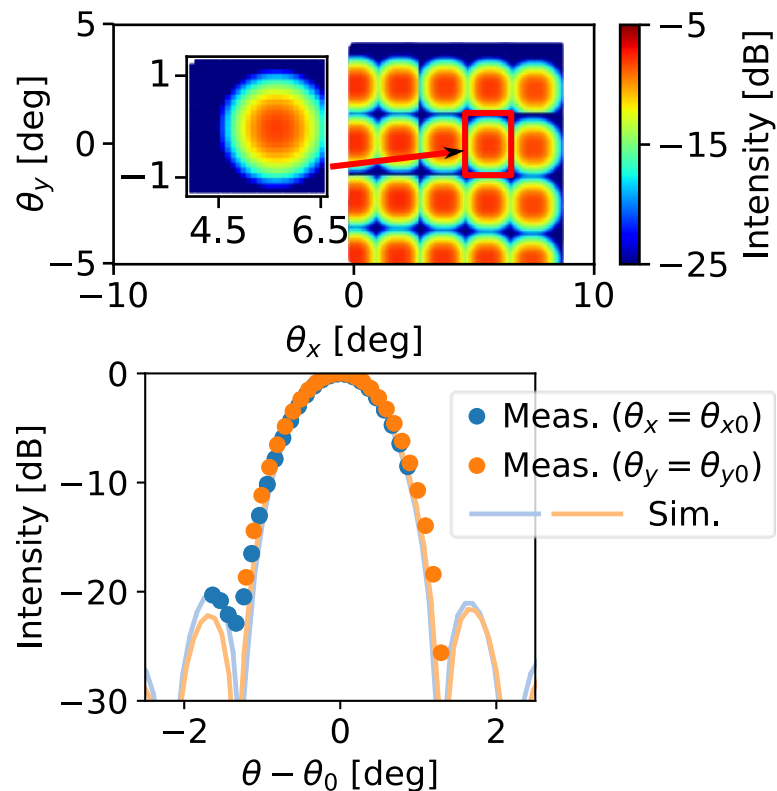 5
0
−5
θy [deg]
1
−1
4.5
6.5
−10
0
10
θx [deg]
−5
−15
−25
Intensity [dB]
0
−10
−20
−30
Intensity [dB]
−2
0
2
θ − θ0 [deg]
Meas. (θx = θx0)
Meas. (θy = θy0)
Sim.